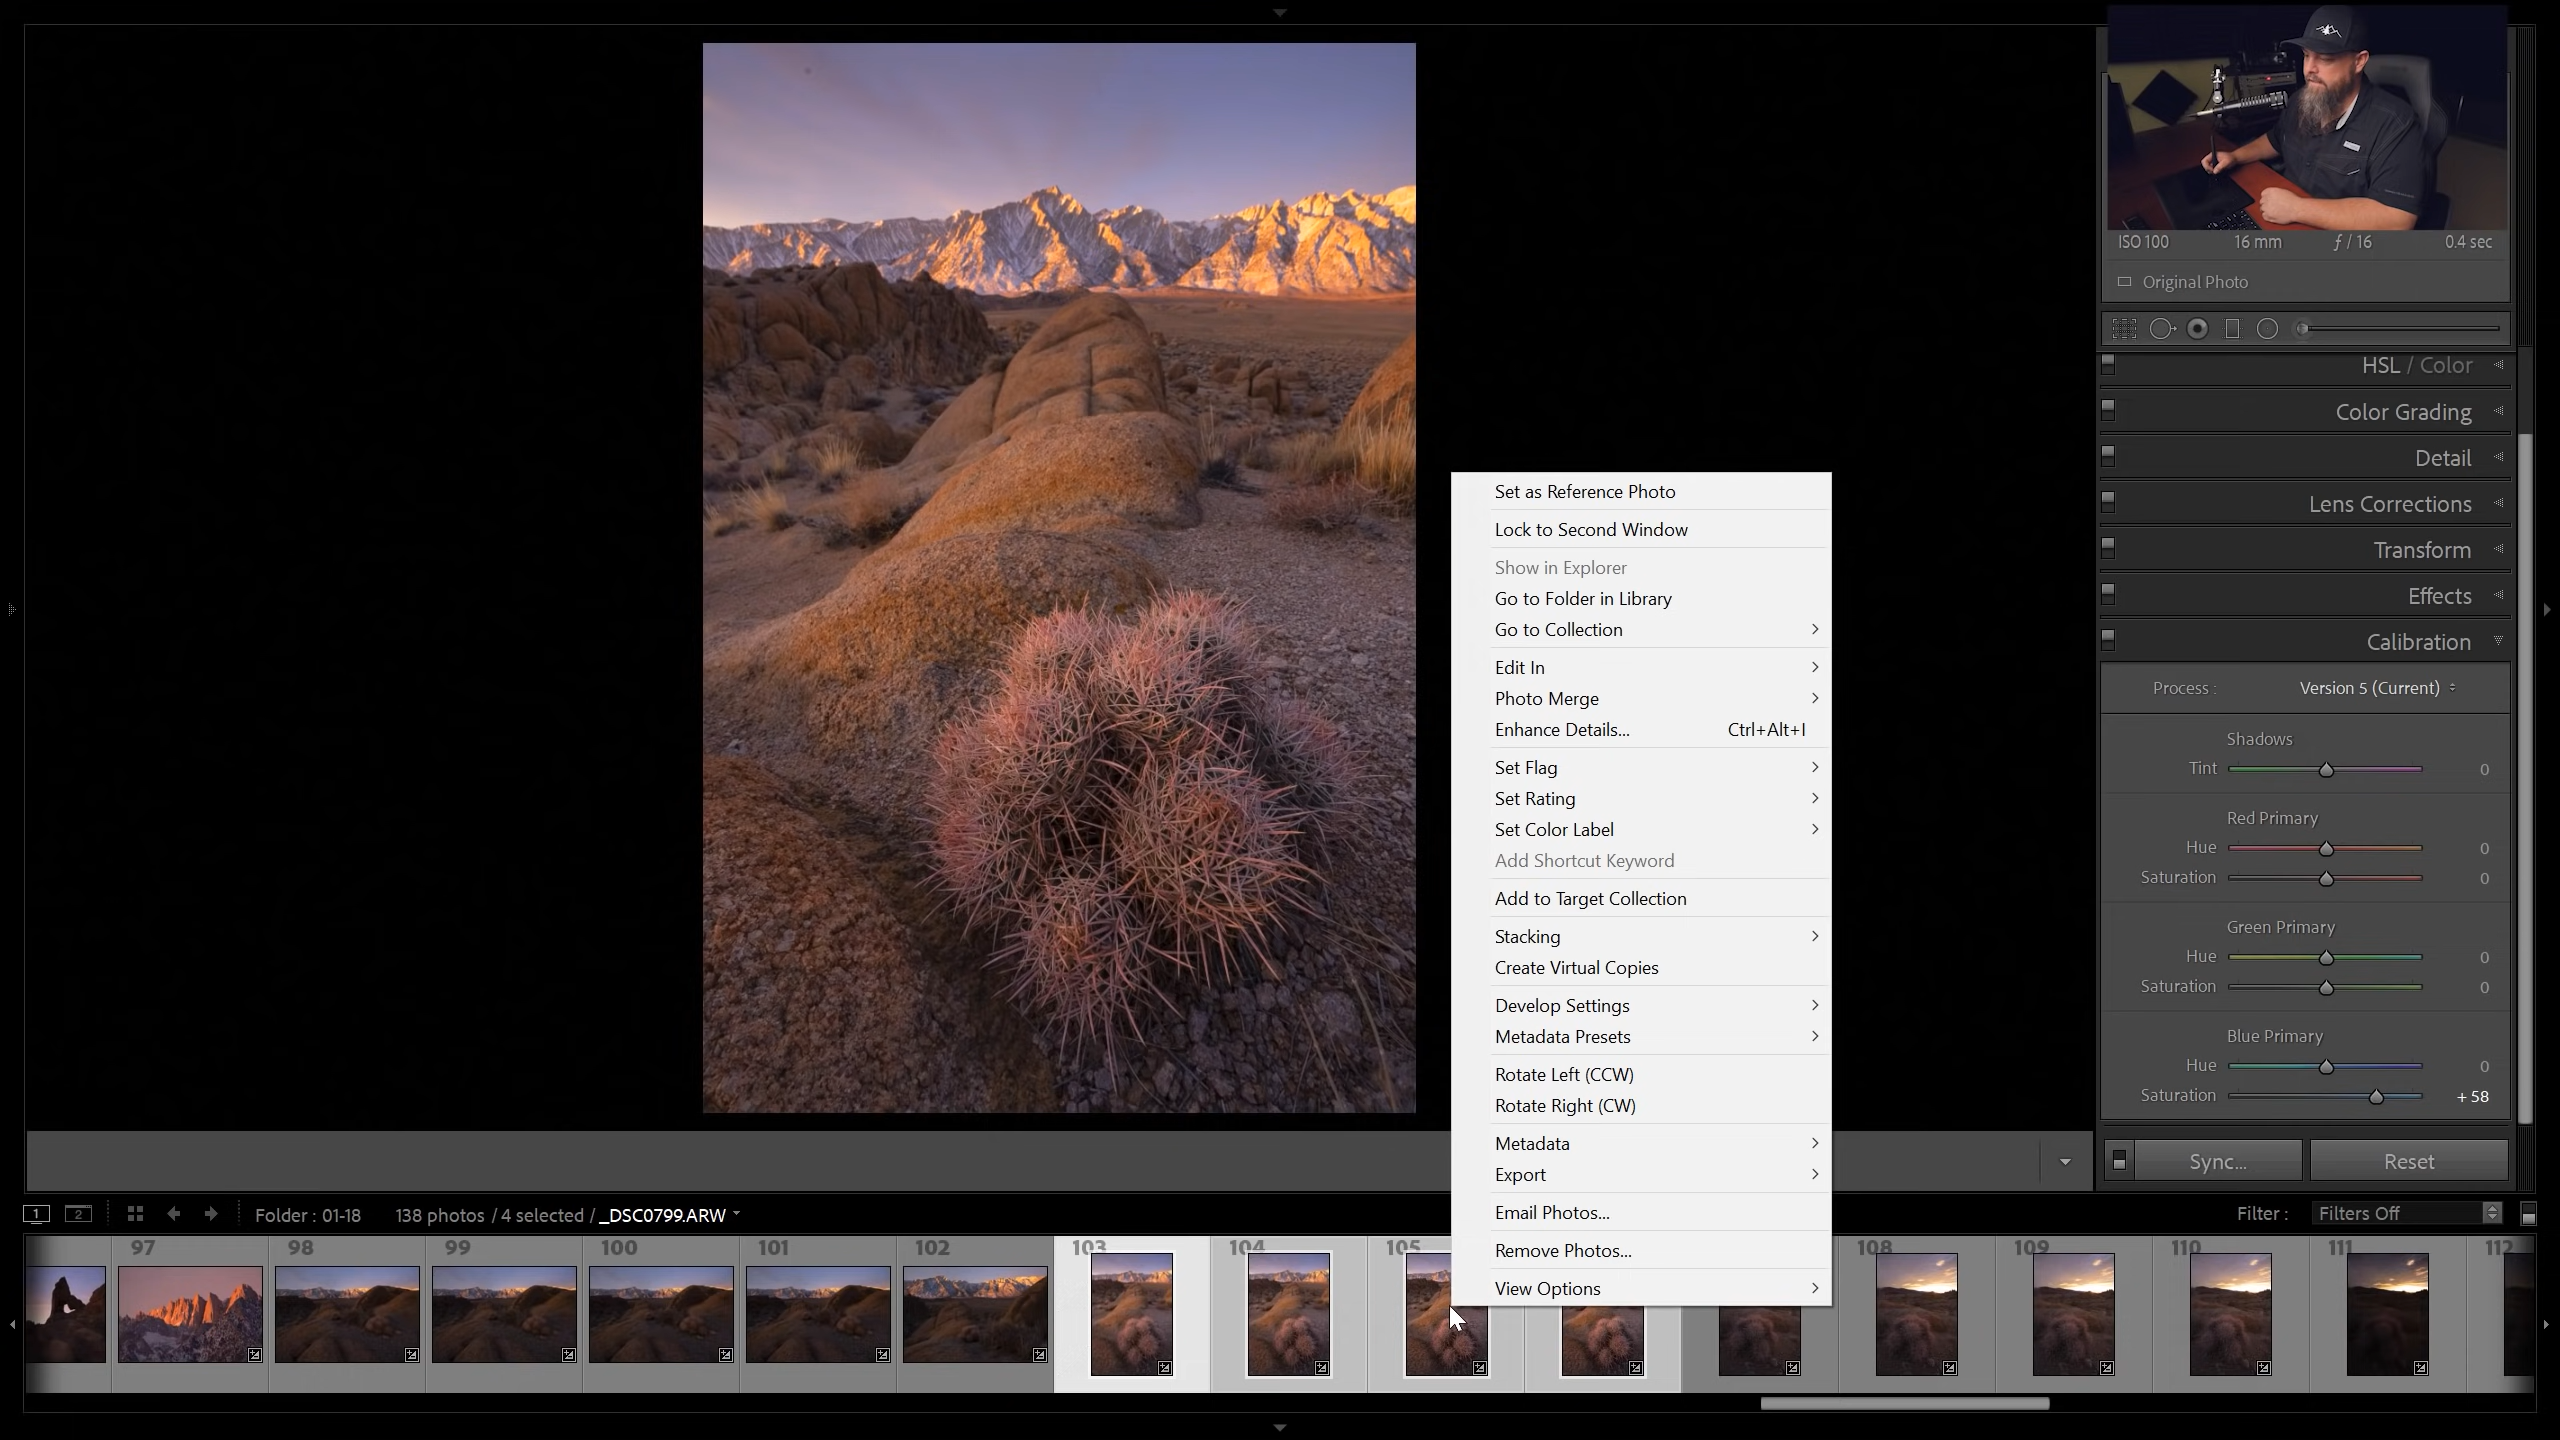 ISO 100 16 mm ƒ / 16 0.4 sec
Original Photo
HSL / Color
Color Grading
Detail
Lens Corrections
Transform
Effects
Calibration
Process : Version 5 (Current)
Shadows
Tint 0
Red Primary
Hue 0
Saturation 0
Green Primary
Hue 0
Saturation 0
Blue Primary
Hue 0
Saturation + 58
Sync... Reset
Set as Reference Photo
Lock to Second Window
Show in Explorer
Go to Folder in Library
Go to Collection
Edit In
Photo Merge
Enhance Details... Ctrl+Alt+I
Set Flag
Set Rating
Set Color Label
Add Shortcut Keyword
Add to Target Collection
Stacking
Create Virtual Copies
Develop Settings
Metadata Presets
Rotate Left (CCW)
Rotate Right (CW)
Metadata
Export
Email Photos...
Remove Photos...
View Options
1 2 Folder : 01-18 138 photos / 4 selected / _DSC0799.ARW Filter : Filters Off
97 98 99 100 101 102 103 104 105 108 109 110 111 112